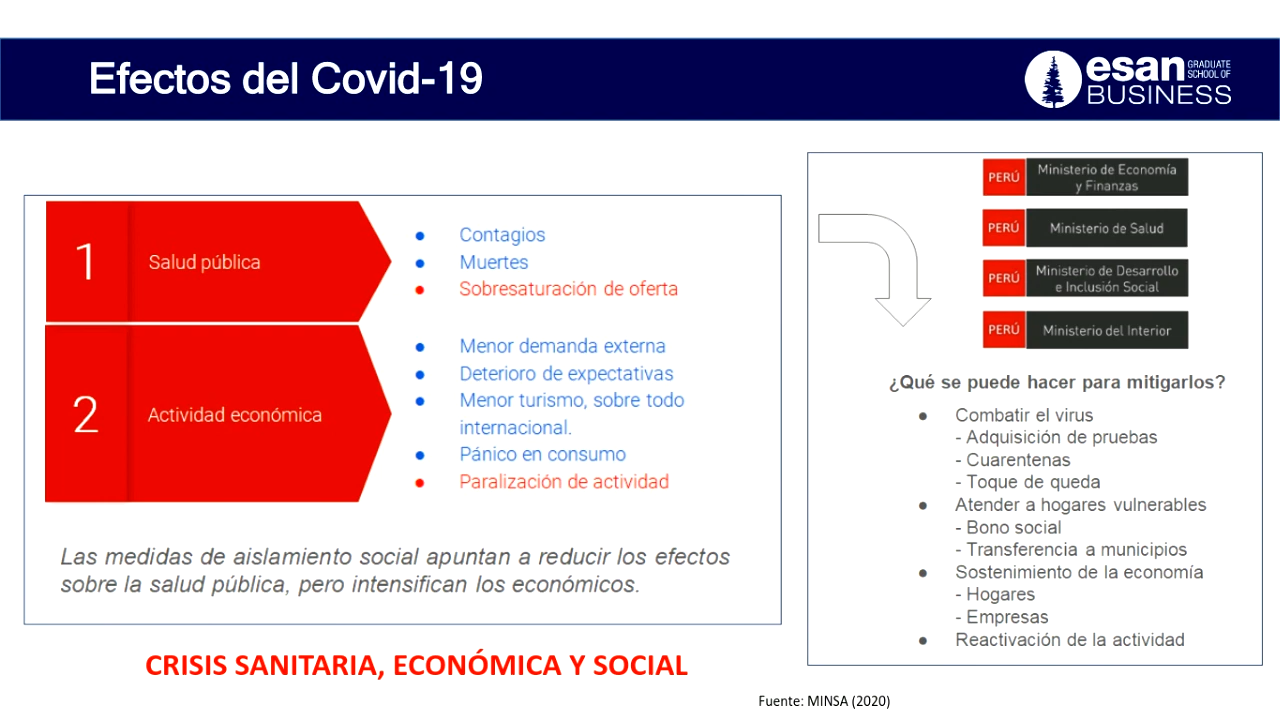 Efectos del Covid-19
esan GRADUATE
SCHOOL OF
BUSINESS
1 Salud pública
● Contagios
● Muertes
● Sobresaturación de oferta
2 Actividad económica
● Menor demanda externa
● Deterioro de expectativas
● Menor turismo, sobre todo
internacional.
● Pánico en consumo
● Paralización de actividad
Las medidas de aislamiento social apuntan a reducir los efectos
sobre la salud pública, pero intensifican los económicos.
CRISIS SANITARIA, ECONÓMICA Y SOCIAL
PERÚ Ministerio de Economía
y Finanzas
PERÚ Ministerio de Salud
PERÚ Ministerio de Desarrollo
e Inclusión Social
PERÚ Ministerio del Interior
¿Qué se puede hacer para mitigarlos?
● Combatir el virus
- Adquisición de pruebas
- Cuarentenas
- Toque de queda
● Atender a hogares vulnerables
- Bono social
- Transferencia a municipios
● Sostenimiento de la economía
- Hogares
- Empresas
● Reactivación de la actividad
Fuente: MINSA (2020)